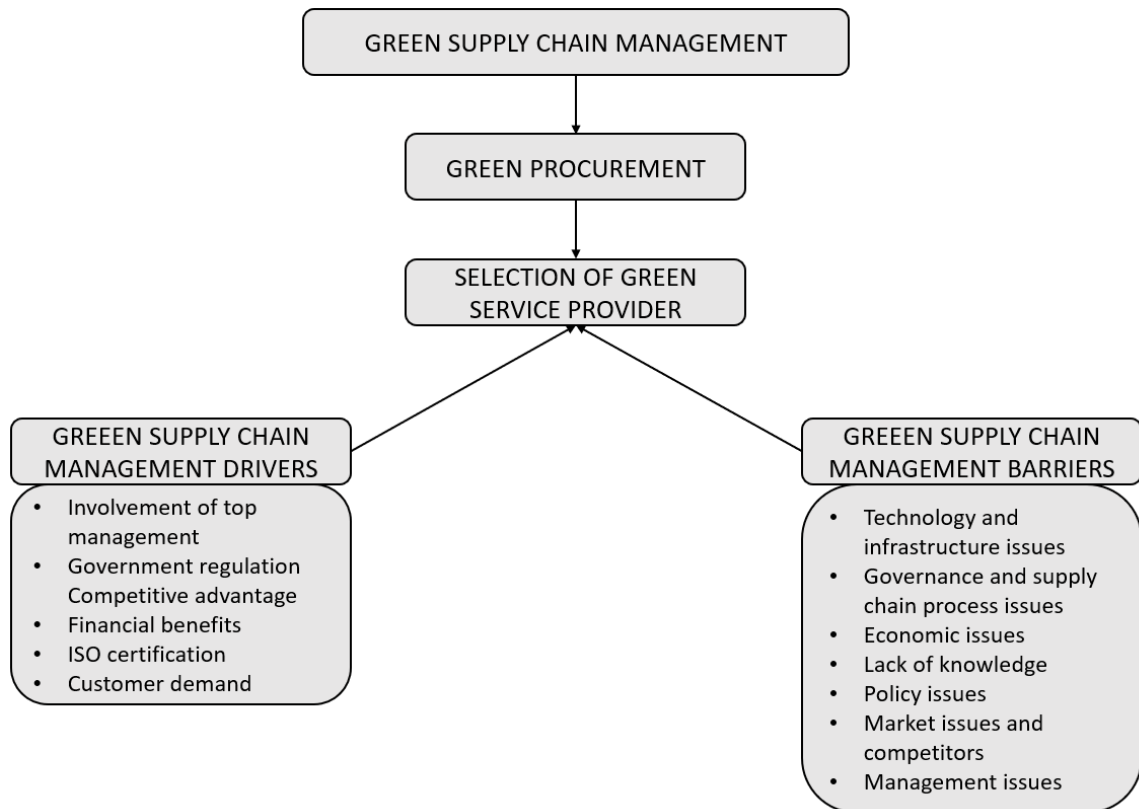 GREEN SUPPLY CHAIN MANAGEMENT
GREEN PROCUREMENT
SELECTION OF GREEN
SERVICE PROVIDER
GREEEN SUPPLY CHAIN
MANAGEMENT DRIVERS
• Involvement of top
management
• Government regulation
Competitive advantage
• Financial benefits
• ISO certification
• Customer demand
GREEEN SUPPLY CHAIN
MANAGEMENT BARRIERS
• Technology and
infrastructure issues
• Governance and supply
chain process issues
• Economic issues
• Lack of knowledge
• Policy issues
• Market issues and
competitors
• Management issues